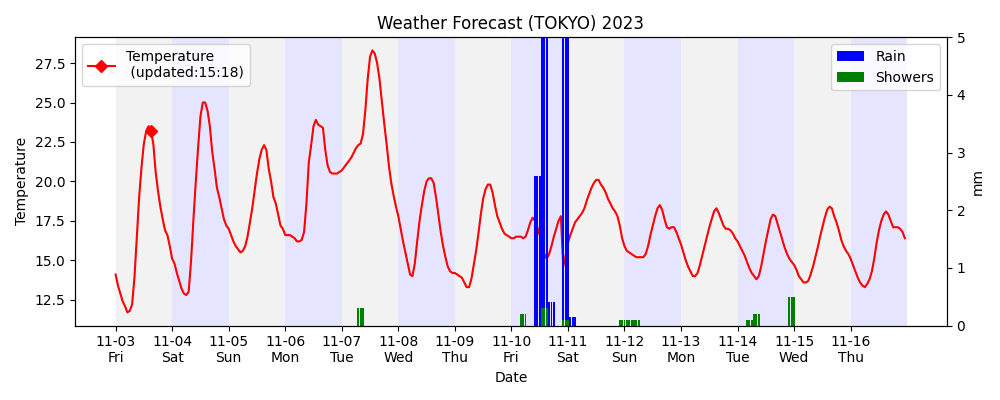 Weather Forecast (TOKYO) 2023
Temperature
(updated:15:18)
Rain
Showers
Temperature
27.5
25.0
22.5
20.0
17.5
15.0
12.5
5
4
3
2
1
0
mm
11-03 11-04 11-05 11-06 11-07 11-08 11-09 11-10 11-11 11-12 11-13 11-14 11-15 11-16
Fri Sat Sun Mon Tue Wed Thu Fri Sat Sun Mon Tue Wed Thu
Date